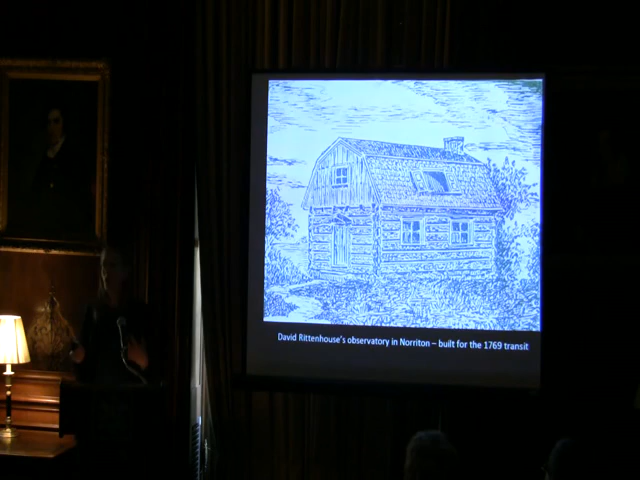 David Rittenhouse's observatory in Norriton – built for the 1769 transit